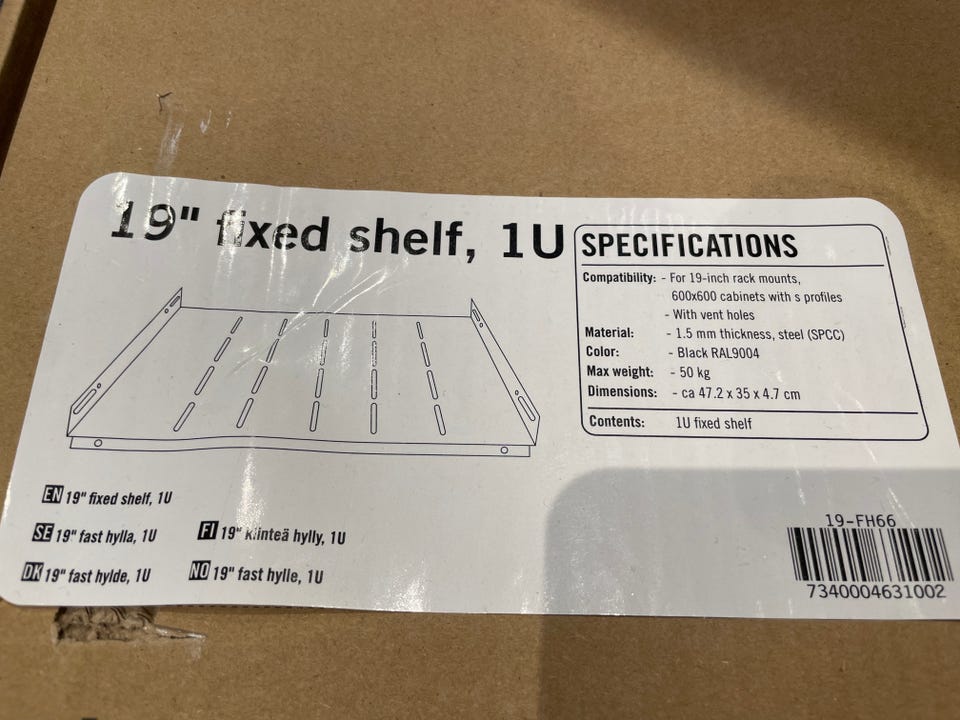 19" fixed shelf, 1U
SPECIFICATIONS
Compatibility: - For 19-inch rack mounts,
600x600 cabinets with s profiles
- With vent holes
Material: - 1.5 mm thickness, steel (SPCC)
Color: - Black RAL9004
Max weight: - 50 kg
Dimensions: - ca 47.2 x 35 x 4.7 cm
Contents: 1U fixed shelf
EN 19" fixed shelf, 1U
SE 19" fast hylla, 1U
FI 19" kiinteä hylly, 1U
DK 19" fast hylde, 1U
NO 19" fast hylle, 1U
19-FH66
7340004631002